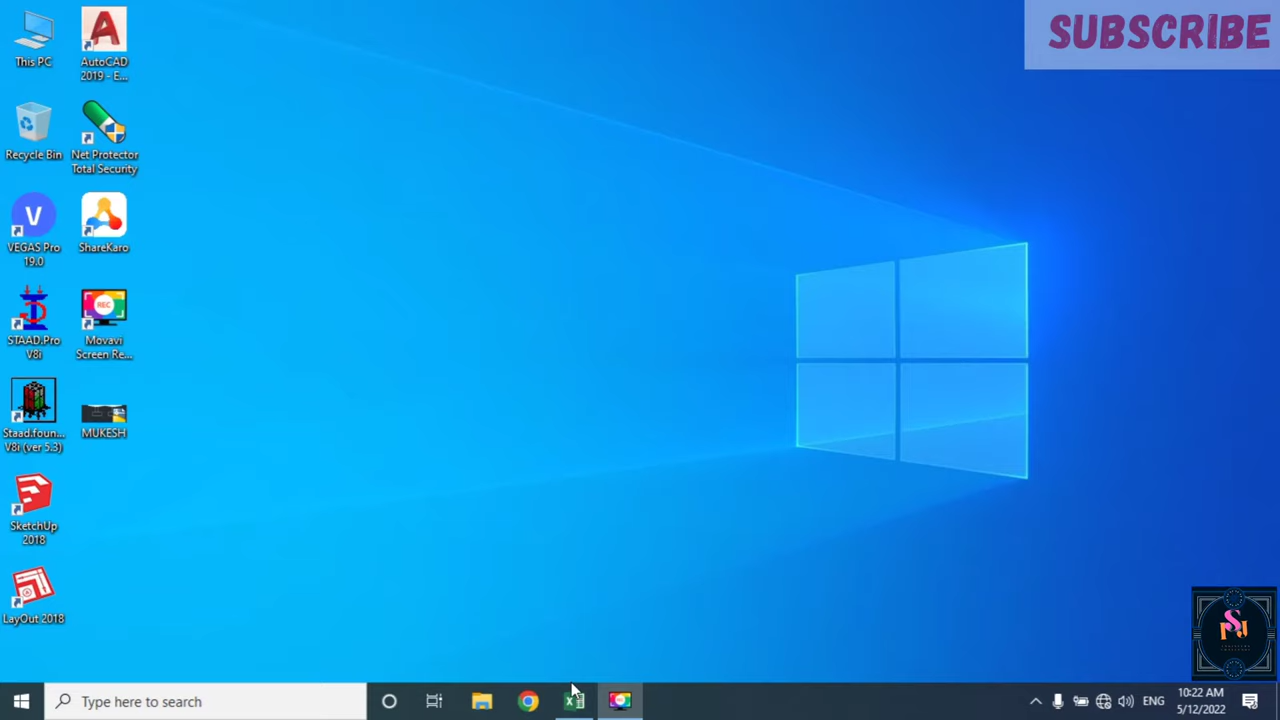 SUBSCRIBE
This PC
AutoCAD
2019 - E...
Recycle Bin
Net Protector
Total Security
V
VEGAS Pro
19.0
ShareKaro
STAAD.Pro
V8i
REC
Movavi
Screen Re...
Staad.foun...
V8i (ver 5.3)
MUKESH
SketchUp
2018
LayOut 2018
Type here to search
ENG
10:22 AM
5/12/2022